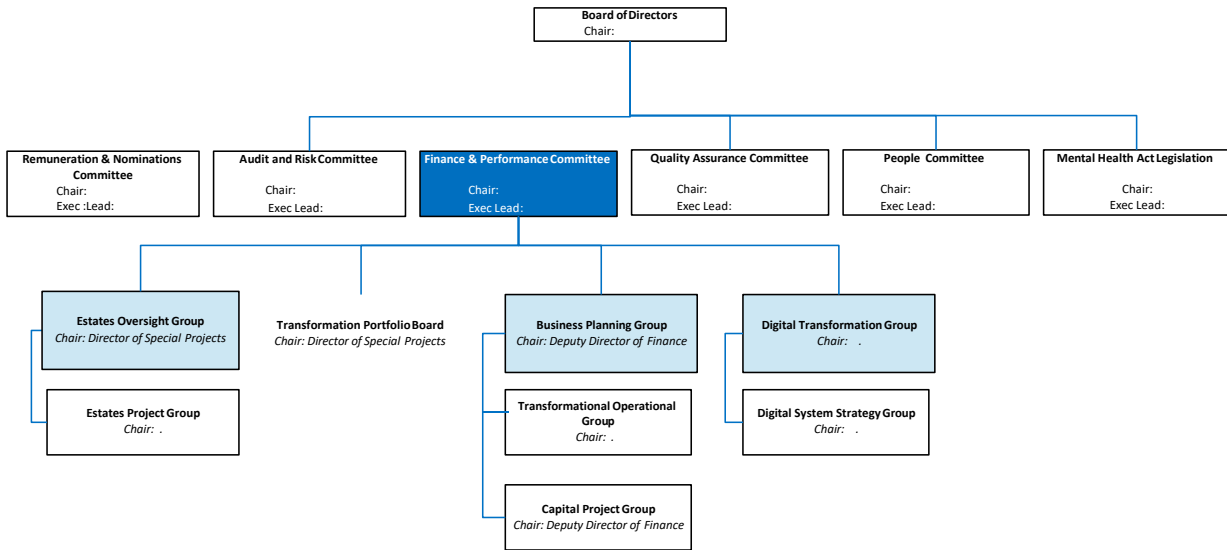 Board of Directors
Chair:
Remuneration & Nominations
Committee
Chair:
Exec :Lead:
Audit and Risk Committee
Chair:
Exec Lead:
Finance & Performance Committee
Chair:
Exec Lead:
Quality Assurance Committee
Chair:
Exec Lead:
People Committee
Chair:
Exec Lead:
Mental Health Act Legislation
Chair:
Exec Lead:
Estates Oversight Group
Chair: Director of Special Projects
Transformation Portfolio Board
Chair: Director of Special Projects
Business Planning Group
Chair: Deputy Director of Finance
Digital Transformation Group
Chair: .
Estates Project Group
Chair: .
Transformational Operational
Group
Chair: .
Digital System Strategy Group
Chair: .
Capital Project Group
Chair: Deputy Director of Finance